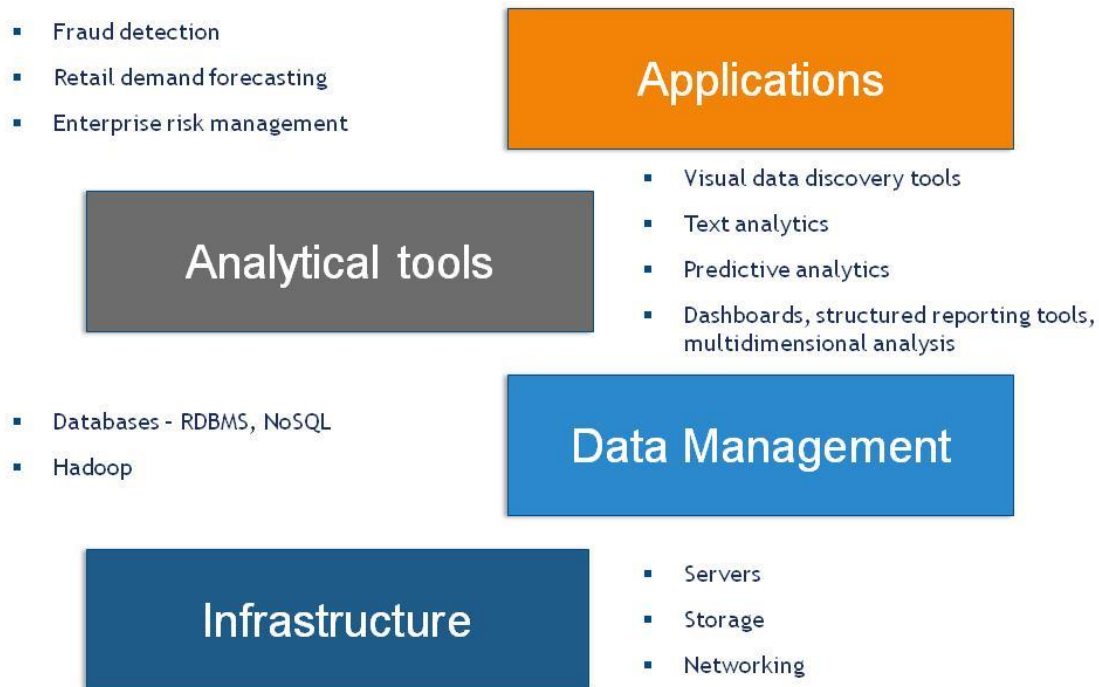 Fraud detection
Retail demand forecasting
Enterprise risk management
Applications
Analytical tools
Visual data discovery tools
Text analytics
Predictive analytics
Dashboards, structured reporting tools,
multidimensional analysis
Databases - RDBMS, NoSQL
Hadoop
Data Management
Infrastructure
Servers
Storage
Networking